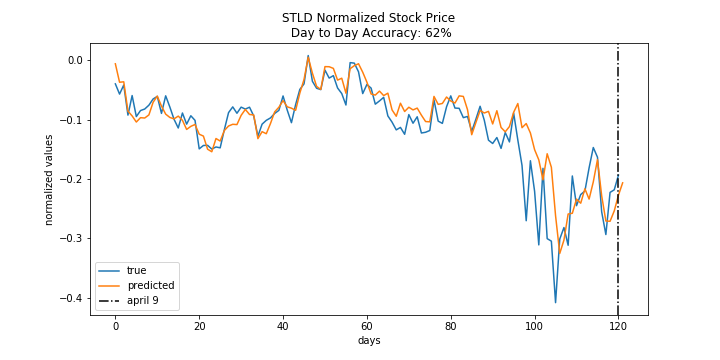 STLD Normalized Stock Price
Day to Day Accuracy: 62%
normalized values
0.0
−0.1
−0.2
−0.3
−0.4
true
predicted
april 9
0
20
40
60
80
100
120
days